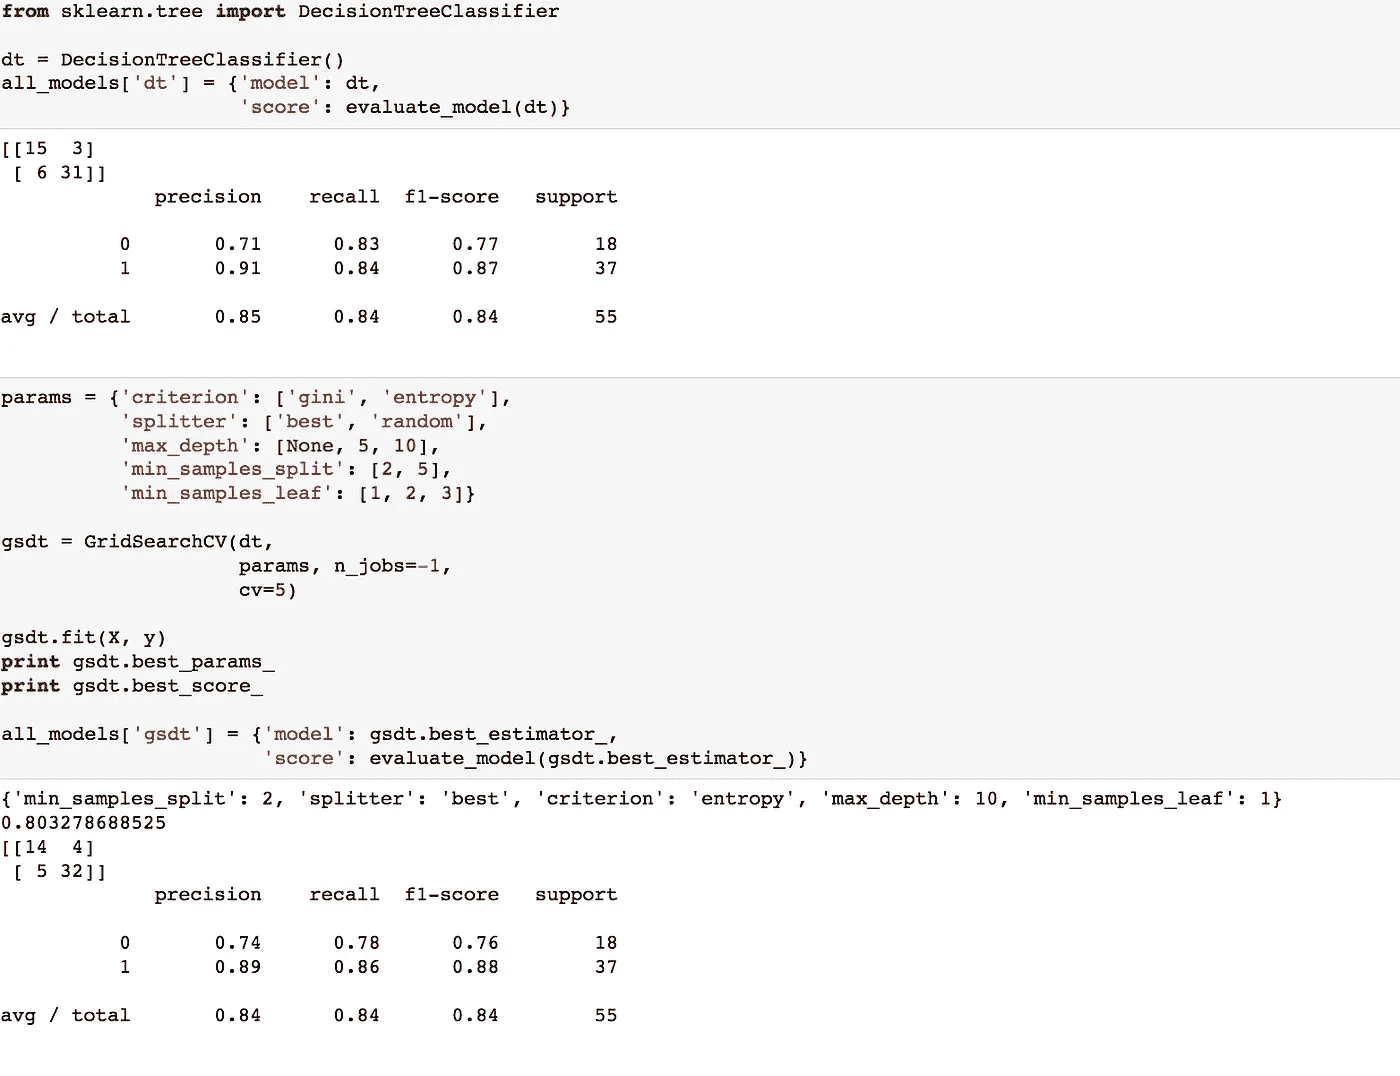 from sklearn.tree import DecisionTreeClassifier
dt = DecisionTreeClassifier()
all_models['dt'] = {'model': dt,
                    'score': evaluate_model(dt)}
[[15  3]
 [ 6 31]]
             precision    recall  f1-score   support
          0       0.71      0.83      0.77        18
          1       0.91      0.84      0.87        37
avg / total       0.85      0.84      0.84        55
params = {'criterion': ['gini', 'entropy'],
          'splitter': ['best', 'random'],
          'max_depth': [None, 5, 10],
          'min_samples_split': [2, 5],
          'min_samples_leaf': [1, 2, 3]}
gsdt = GridSearchCV(dt,
                    params, n_jobs=-1,
                    cv=5)
gsdt.fit(X, y)
print gsdt.best_params_
print gsdt.best_score_
all_models['gsdt'] = {'model': gsdt.best_estimator_,
                      'score': evaluate_model(gsdt.best_estimator_)}
{'min_samples_split': 2, 'splitter': 'best', 'criterion': 'entropy', 'max_depth': 10, 'min_samples_leaf': 1}
0.803278688525
[[14  4]
 [ 5 32]]
             precision    recall  f1-score   support
          0       0.74      0.78      0.76        18
          1       0.89      0.86      0.88        37
avg / total       0.84      0.84      0.84        55